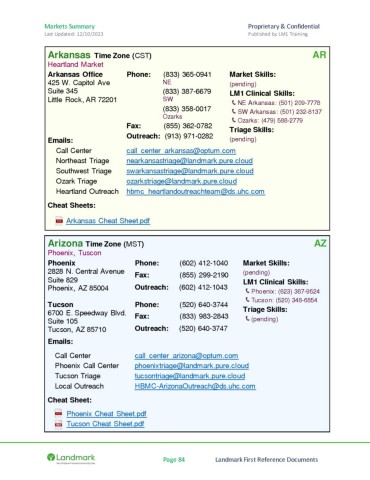 Markets Summary
Proprietary & Confidential
Last Updated: 12/10/2023
Published by LM1 Training
Arkansas Time Zone (CST)
AR
Heartland Market
Arkansas Office
425 W. Capitol Ave
Suite 345
Little Rock, AR 72201
Phone: (833) 365-0941
NE
(833) 387-6679
SW
(833) 358-0017
Ozarks
Fax: (855) 362-0782
Outreach: (913) 971-0282
Market Skills:
(pending)
LM1 Clinical Skills:
NE Arkansas: (501) 209-7778
SW Arkansas: (501) 232-8137
Ozarks: (479) 598-2779
Triage Skills:
(pending)
Emails:
Call Center call_center_arkansas@optum.com
Northeast Triage nearkansastriage@landmark.pure.cloud
Southwest Triage swarkansastriage@landmark.pure.cloud
Ozark Triage ozarkstriage@landmark.pure.cloud
Heartland Outreach hbmc_heartlandoutreachteam@ds.uhc.com
Cheat Sheets:
Arkansas Cheat Sheet.pdf
Arizona Time Zone (MST)
AZ
Phoenix, Tuscon
Phoenix
2828 N. Central Avenue
Suite 829
Phoenix, AZ 85004
Phone: (602) 412-1040
Fax: (855) 299-2190
Outreach: (602) 412-1043
Market Skills:
(pending)
LM1 Clinical Skills:
Phoenix: (623) 387-9524
Tucson: (520) 346-6854
Triage Skills:
(pending)
Tucson
6700 E. Speedway Blvd.
Suite 105
Tucson, AZ 85710
Phone: (520) 640-3744
Fax: (833) 983-2843
Outreach: (520) 640-3747
Emails:
Call Center call_center_arizona@optum.com
Phoenix Call Center phoenixtriage@landmark.pure.cloud
Tucson Triage tucsontriage@landmark.pure.cloud
Local Outreach HBMC-ArizonaOutreach@ds.uhc.com
Cheat Sheet:
Phoenix Cheat Sheet.pdf
Tucson Cheat Sheet.pdf
Landmark
Page 84
Landmark First Reference Documents